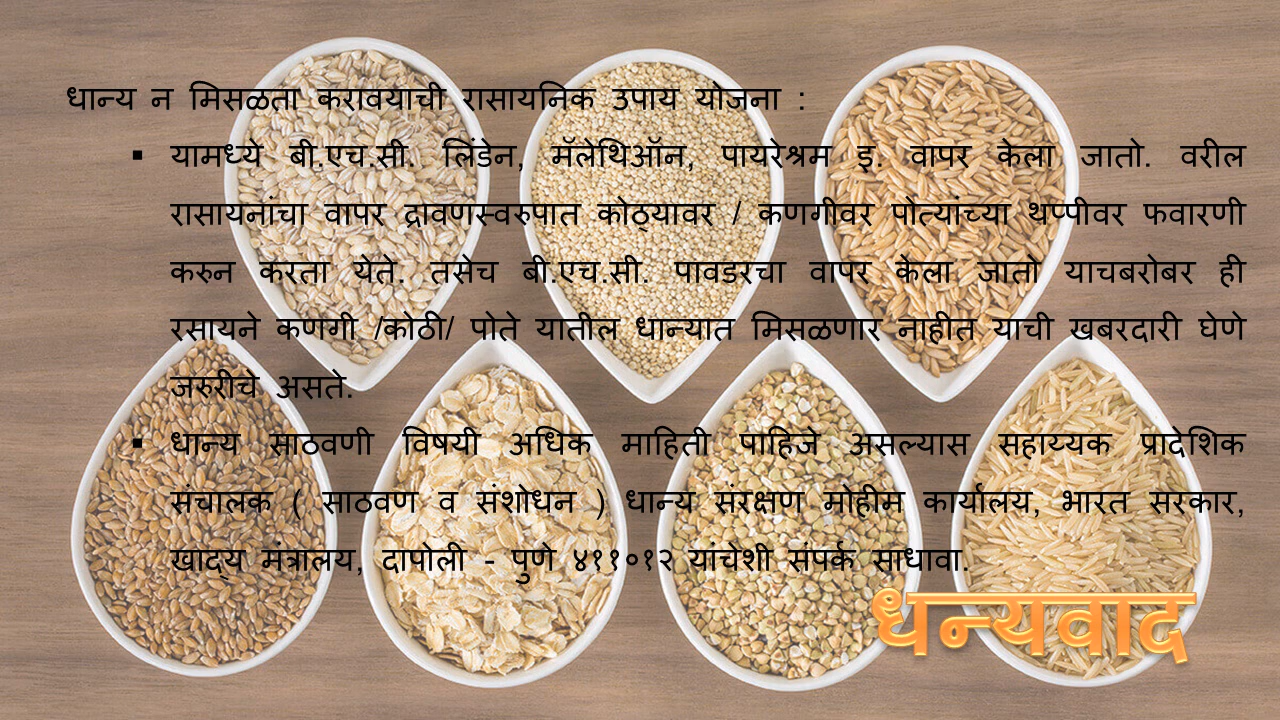 धान्य न मिसळता करावयाची रासायनिक उपाय योजना :
▪ यामध्ये बी.एच.सी. लिंडेन, मॅलेथिऑन, पायरेश्रम इ. वापर केला जातो. वरील
रासायनांचा वापर द्रावणस्वरुपात कोठ्यावर / कणगीवर पोत्यांच्या थप्पीवर फवारणी
करुन करता येते. तसेच बी.एच.सी. पावडरचा वापर केला जातो याचबरोबर ही
रसायने कणगी /कोठी/ पोते यातील धान्यात मिसळणार नाहीत याची खबरदारी घेणे
जरुरीचे असते.
▪ धान्य साठवणी विषयी अधिक माहिती पाहिजे असल्यास सहाय्यक प्रादेशिक
संचालक ( साठवण व संशोधन ) धान्य संरक्षण मोहीम कार्यालय, भारत सरकार,
खाद्य मंत्रालय, दापोली - पुणे ४११०१२ यांचेशी संपर्क साधावा.
धन्यवाद